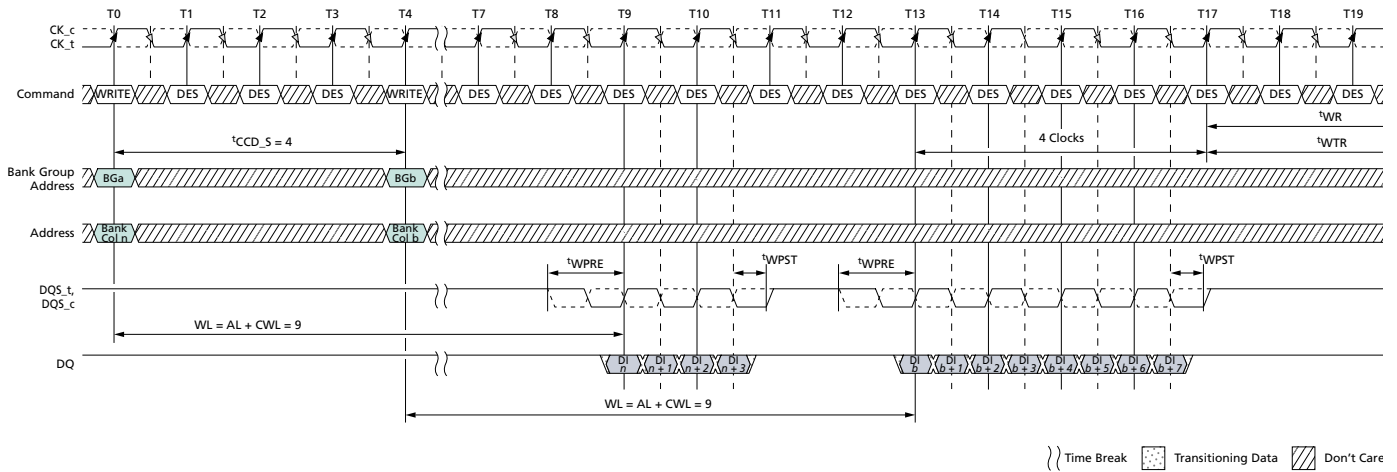 T0 T1 T2 T3 T4 T7 T8 T9 T10 T11 T12 T13 T14 T15 T16 T17 T18 T19
CK_c
CK_t
Command WRITE DES DES DES WRITE DES DES DES DES DES DES DES DES DES DES DES DES DES
tWR
tCCD_S = 4 4 Clocks tWTR
Bank Group
Address BGa BGb
Address Bank
Col n Bank
Col b
tWPRE tWPST tWPRE tWPST
DQS_t,
DQS_c
WL = AL + CWL = 9
DQ DI
n DI
n + 1 DI
n + 2 DI
n + 3 DI
b DI
b + 1 DI
b + 2 DI
b + 3 DI
b + 4 DI
b + 5 DI
b + 6 DI
b + 7
WL = AL + CWL = 9
Time Break Transitioning Data Don't Care